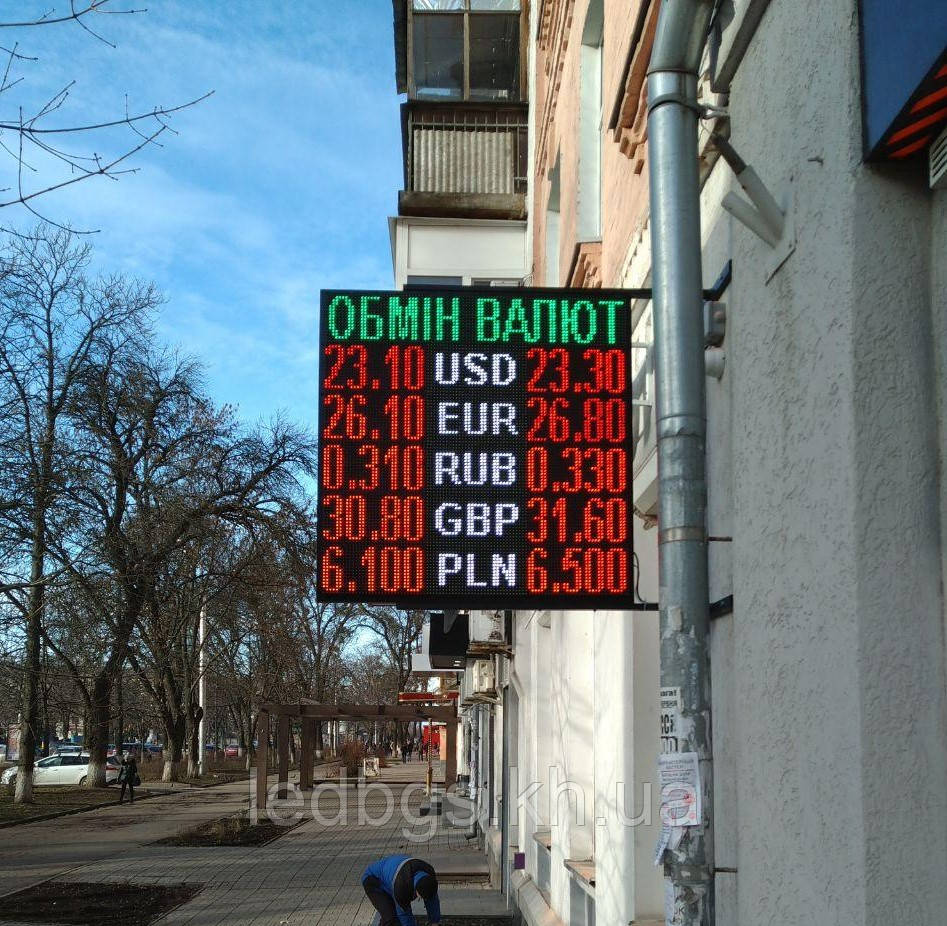 ОБМІН ВАЛЮТ
23.10 USD 23.30
26.10 EUR 26.80
0.310 RUB 0.330
30.80 GBP 31.60
6.100 PLN 6.500
ledbgs.kh.ua